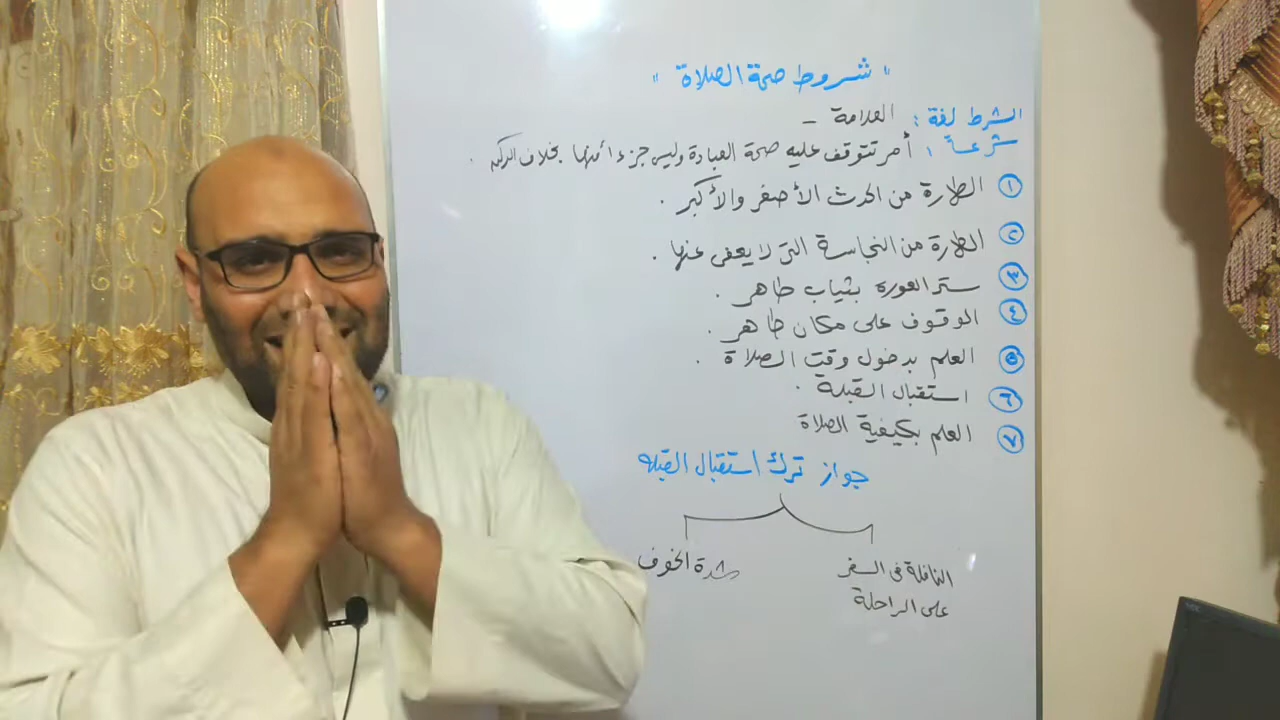 " شروط صحة الصلاة "
الشرط لغة : العلامة –
شرعاً : أمر تتوقف عليه صحة العبادة وليس جزءا منها بخلاف الركن .
١ الطهارة من الحدث الأصغر والأكبر .
٢ الطهارة من النجاسة التى لا يعفى عنها .
٣ ستر العورة بثياب طاهر .
٤ الوقوف على مكان طاهر .
٥ العلم بدخول وقت الصلاة .
٦ استقبال القبلة .
٧ العلم بكيفية الصلاة
جواز ترك استقبال القبلة
النافلة فى السفر على الراحلة
شدة الخوف